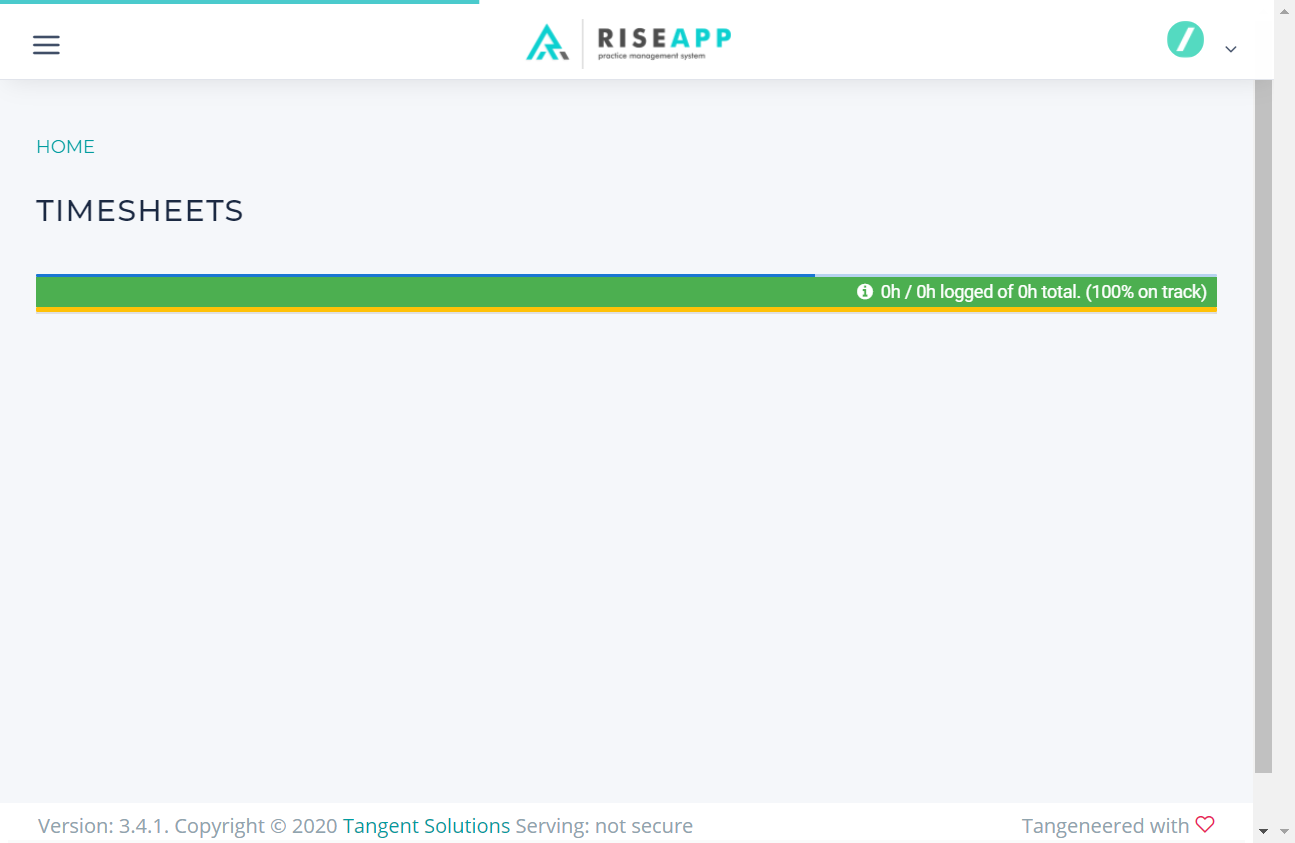 RISEAPP
practice management system
HOME
TIMESHEETS
0h / 0h logged of 0h total. (100% on track)
Version: 3.4.1. Copyright © 2020 Tangent Solutions Serving: not secure
Tangeneered with